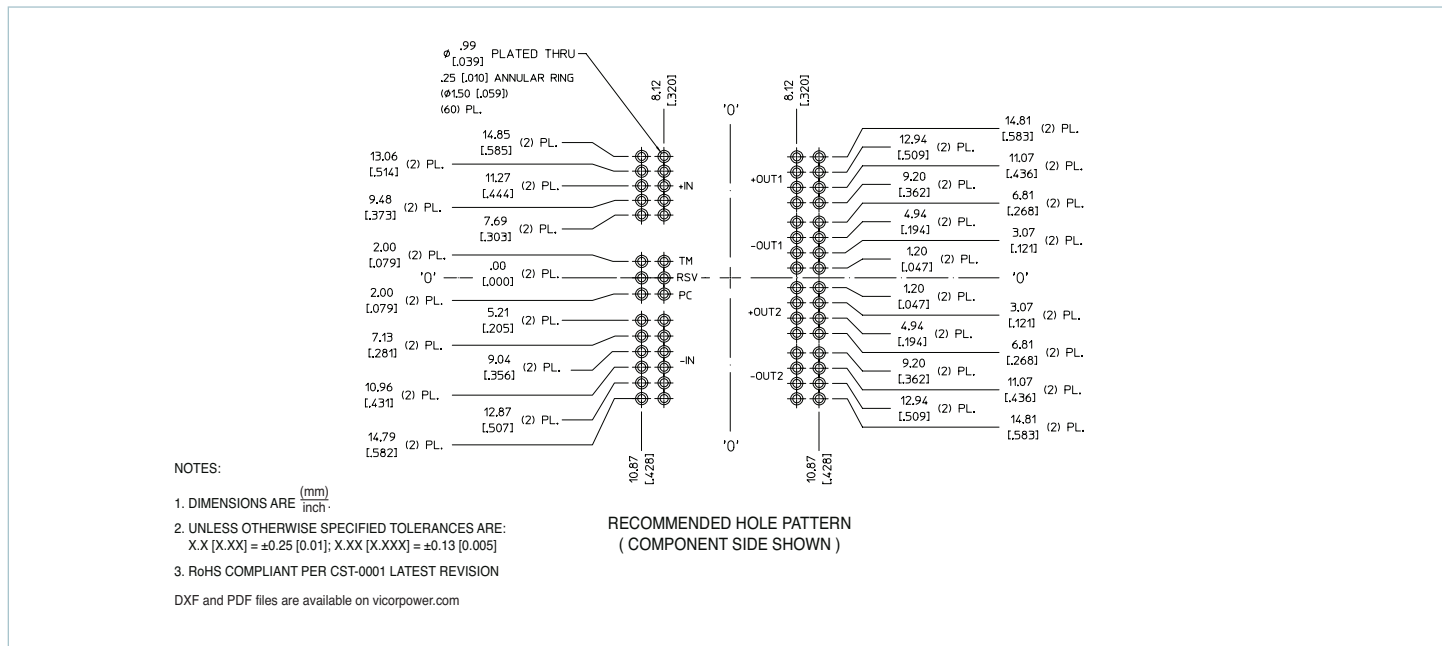 ø .99 PLATED THRU
[.039]
.25 [.010] ANNULAR RING
(ø1.50 [.059])
(60) PL.
8.12
[.320]
'0'
8.12
[.320]
14.85
[.585] (2) PL.
13.06
[.514] (2) PL.
11.27
[.444] (2) PL.
+IN
9.48
[.373] (2) PL.
7.69
[.303] (2) PL.
2.00
[.079] (2) PL.
TM
'0'
.00
[.000] (2) PL.
RSV
2.00
[.079] (2) PL.
PC
5.21
[.205] (2) PL.
7.13
[.281] (2) PL.
9.04
[.356] (2) PL.
-IN
10.96
[.431] (2) PL.
12.87
[.507] (2) PL.
14.79
[.582] (2) PL.
10.87
[.428]
'0'
10.87
[.428]
14.81
[.583] (2) PL.
12.94
[.509] (2) PL.
+OUT1
11.07
[.436] (2) PL.
9.20
[.362] (2) PL.
6.81
[.268] (2) PL.
4.94
[.194] (2) PL.
-OUT1
3.07
[.121] (2) PL.
1.20
[.047] (2) PL.
'0'
1.20
[.047] (2) PL.
+OUT2
3.07
[.121] (2) PL.
4.94
[.194] (2) PL.
6.81
[.268] (2) PL.
9.20
[.362] (2) PL.
-OUT2
11.07
[.436] (2) PL.
12.94
[.509] (2) PL.
14.81
[.583] (2) PL.
NOTES:
1. DIMENSIONS ARE (mm)
inch.
2. UNLESS OTHERWISE SPECIFIED TOLERANCES ARE:
X.X [X.XX] = ±0.25 [0.01]; X.XX [X.XXX] = ±0.13 [0.005]
3. RoHS COMPLIANT PER CST-0001 LATEST REVISION
DXF and PDF files are available on vicorpower.com
RECOMMENDED HOLE PATTERN
( COMPONENT SIDE SHOWN )